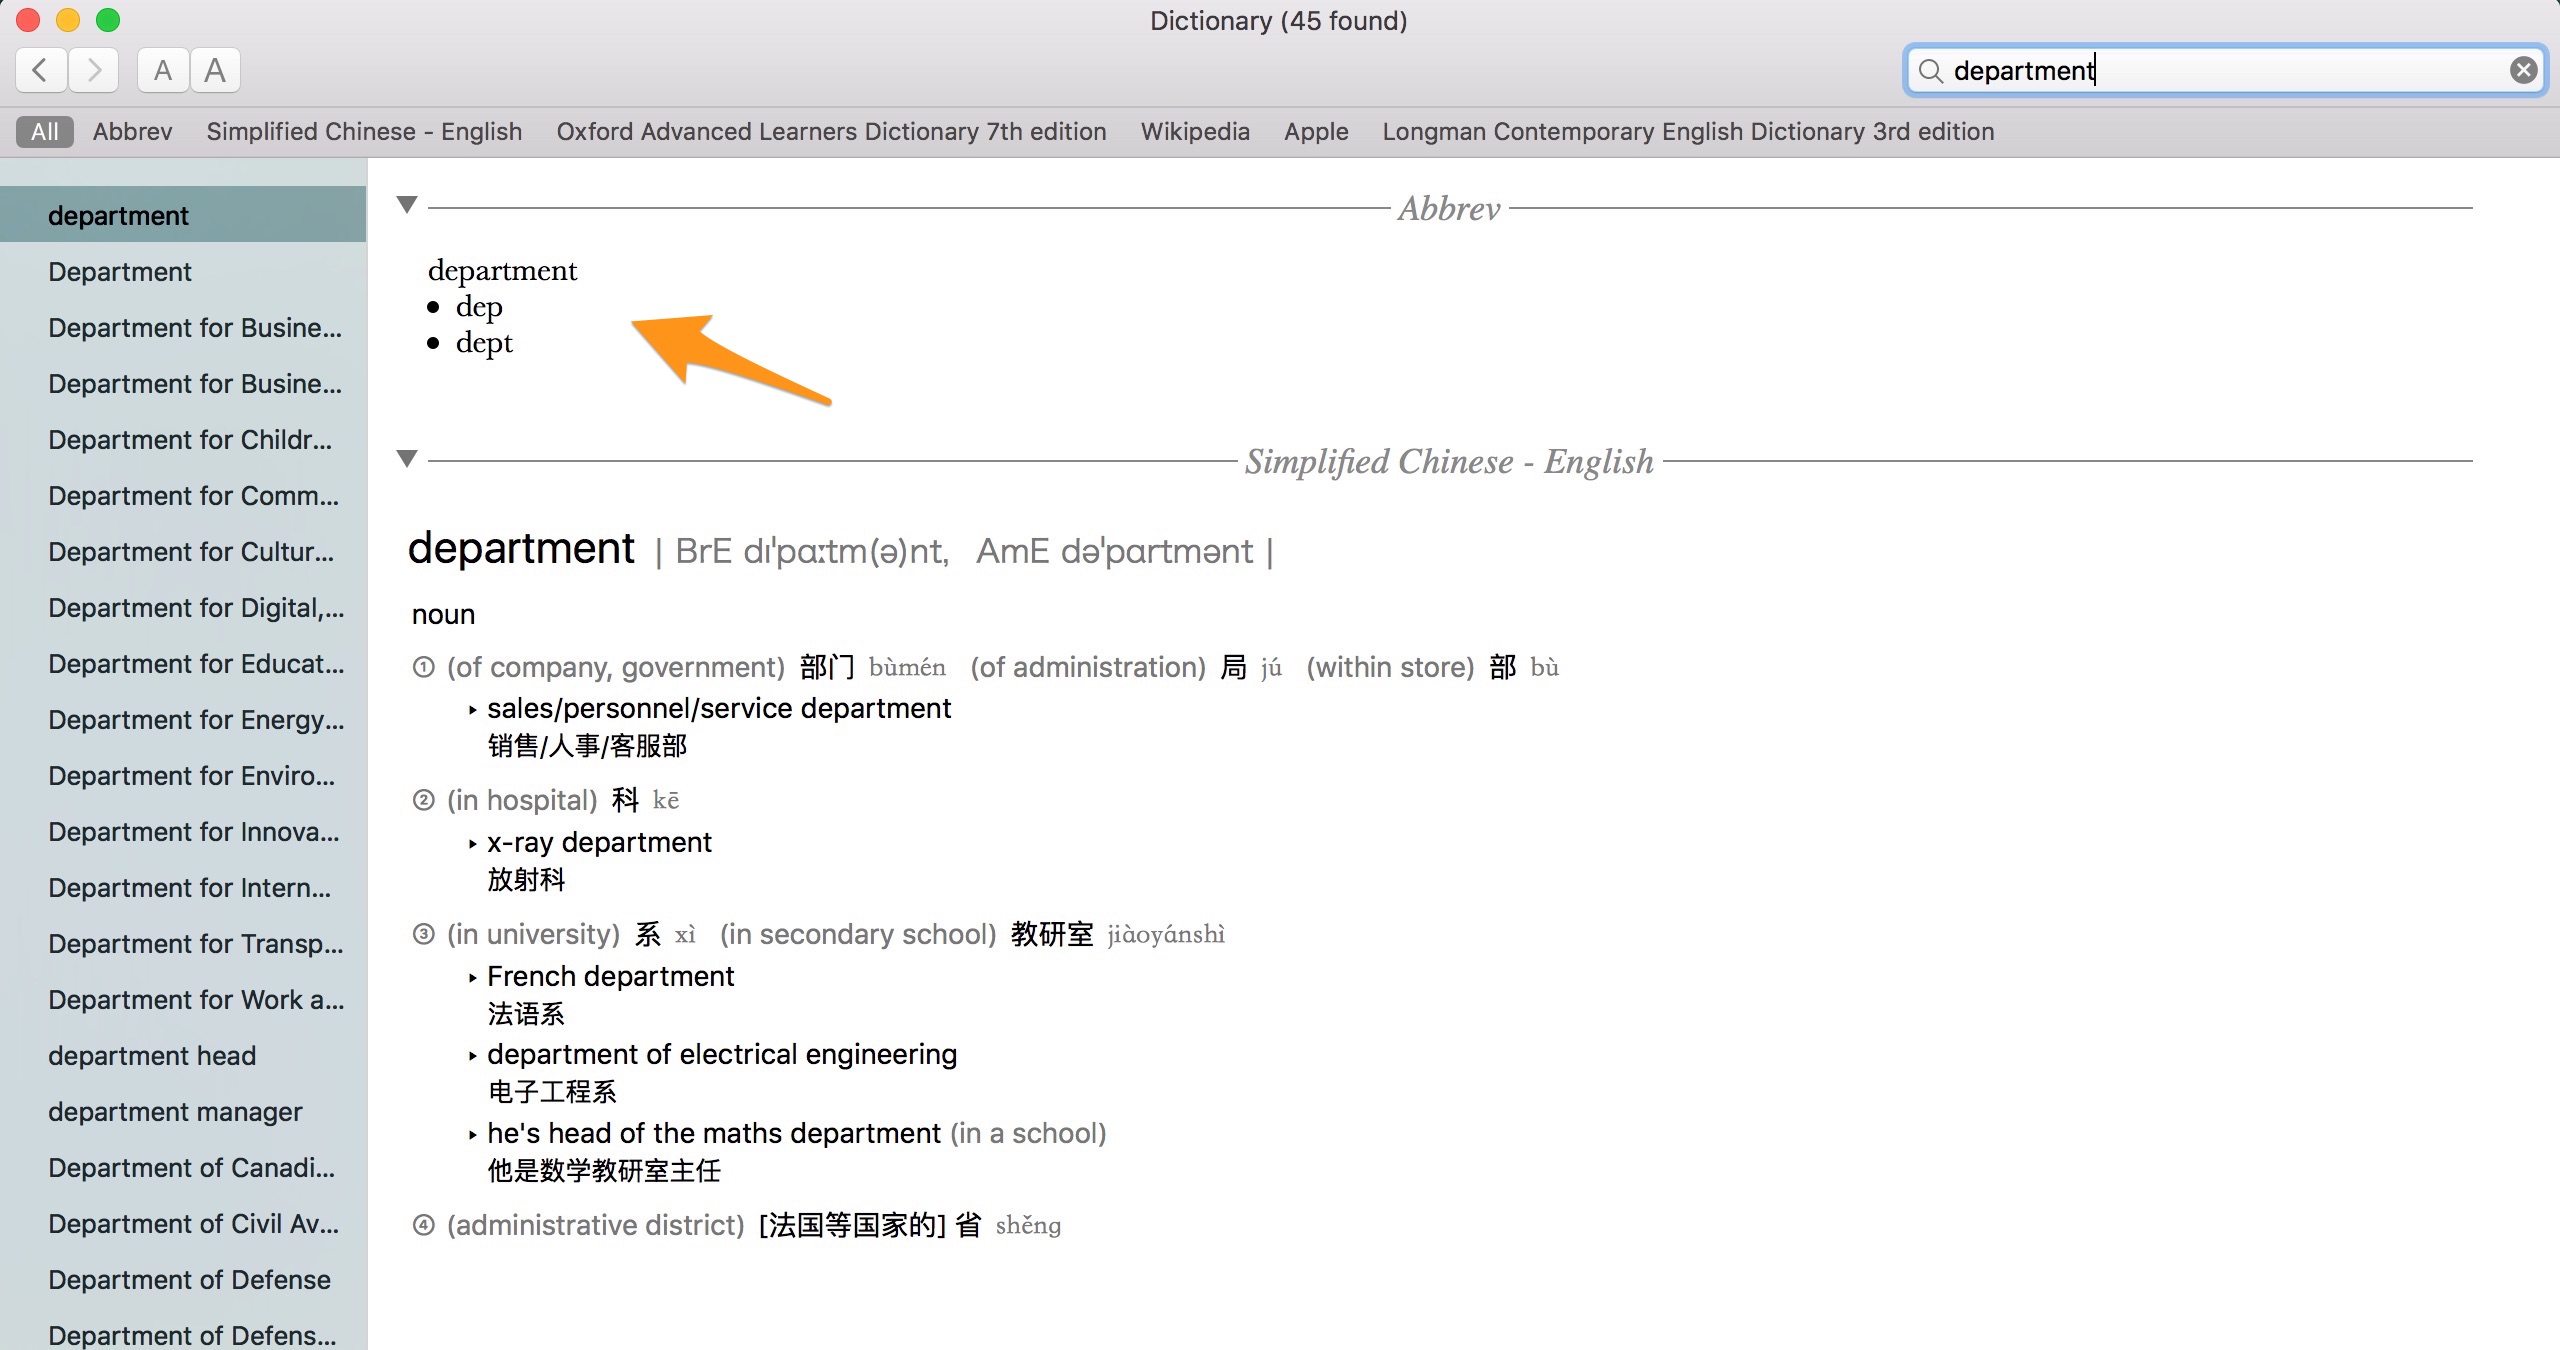 Dictionary (45 found)
A A
department
All Abbrev Simplified Chinese - English Oxford Advanced Learners Dictionary 7th edition Wikipedia Apple Longman Contemporary English Dictionary 3rd edition
department
Department
Department for Busine...
Department for Busine...
Department for Childr...
Department for Comm...
Department for Cultur...
Department for Digital,...
Department for Educat...
Department for Energy...
Department for Enviro...
Department for Innova...
Department for Intern...
Department for Transp...
Department for Work a...
department head
department manager
Department of Canadi...
Department of Civil Av...
Department of Defense
Department of Defens...
Abbrev
department
• dep
• dept
Simplified Chinese - English
department | BrE dɪˈpɑːtm(ə)nt, AmE dəˈpɑrtmənt |
noun
① (of company, government) 部门 bùmén (of administration) 局 jú (within store) 部 bù
▸ sales/personnel/service department
销售/人事/客服部
② (in hospital) 科 kē
▸ x-ray department
放射科
③ (in university) 系 xì (in secondary school) 教研室 jiàoyánshì
▸ French department
法语系
▸ department of electrical engineering
电子工程系
▸ he's head of the maths department (in a school)
他是数学教研室主任
④ (administrative district) [法国等国家的] 省 shěng